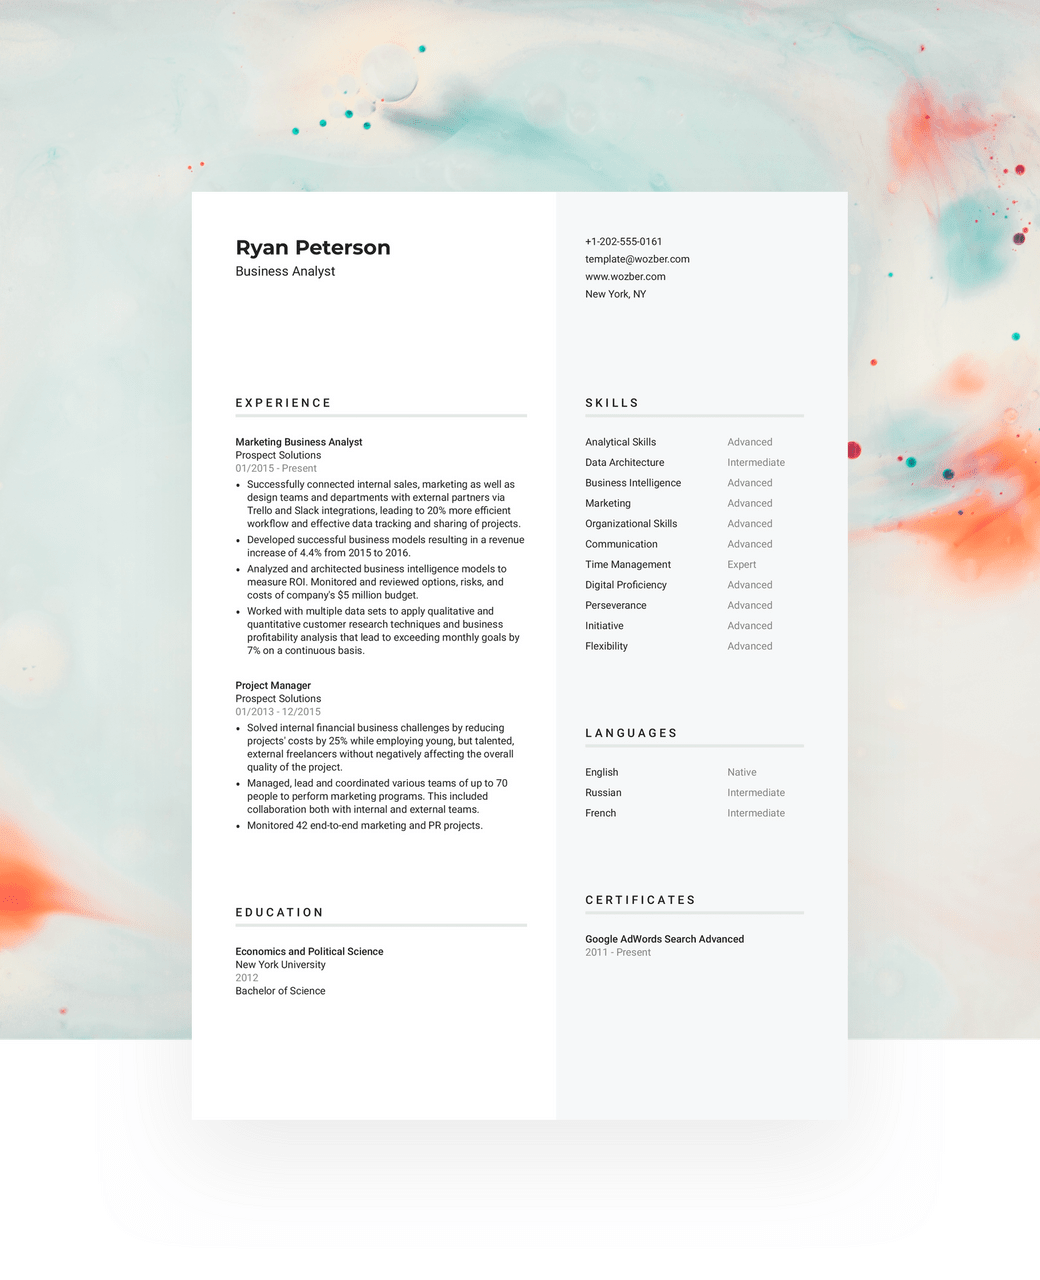 Ryan Peterson
Business Analyst
+1-202-555-0161
template@wozber.com
www.wozber.com
New York, NY
EXPERIENCE
Marketing Business Analyst
Prospect Solutions
01/2015 - Present
• Successfully connected internal sales, marketing as well as
design teams and departments with external partners via
Trello and Slack integrations, leading to 20% more efficient
workflow and effective data tracking and sharing of projects.
• Developed successful business models resulting in a revenue
increase of 4.4% from 2015 to 2016.
• Analyzed and architected business intelligence models to
measure ROI. Monitored and reviewed options, risks, and
costs of company's $5 million budget.
• Worked with multiple data sets to apply qualitative and
quantitative customer research techniques and business
profitability analysis that lead to exceeding monthly goals by
7% on a continuous basis.
Project Manager
Prospect Solutions
01/2013 - 12/2015
• Solved internal financial business challenges by reducing
projects' costs by 25% while employing young, but talented,
external freelancers without negatively affecting the overall
quality of the project.
• Managed, lead and coordinated various teams of up to 70
people to perform marketing programs. This included
collaboration both with internal and external teams.
• Monitored 42 end-to-end marketing and PR projects.
EDUCATION
Economics and Political Science
New York University
2012
Bachelor of Science
SKILLS
Analytical Skills Advanced
Data Architecture Intermediate
Business Intelligence Advanced
Marketing Advanced
Organizational Skills Advanced
Communication Advanced
Time Management Expert
Digital Proficiency Advanced
Perseverance Advanced
Initiative Advanced
Flexibility Advanced
LANGUAGES
English Native
Russian Intermediate
French Intermediate
CERTIFICATES
Google AdWords Search Advanced
2011 - Present